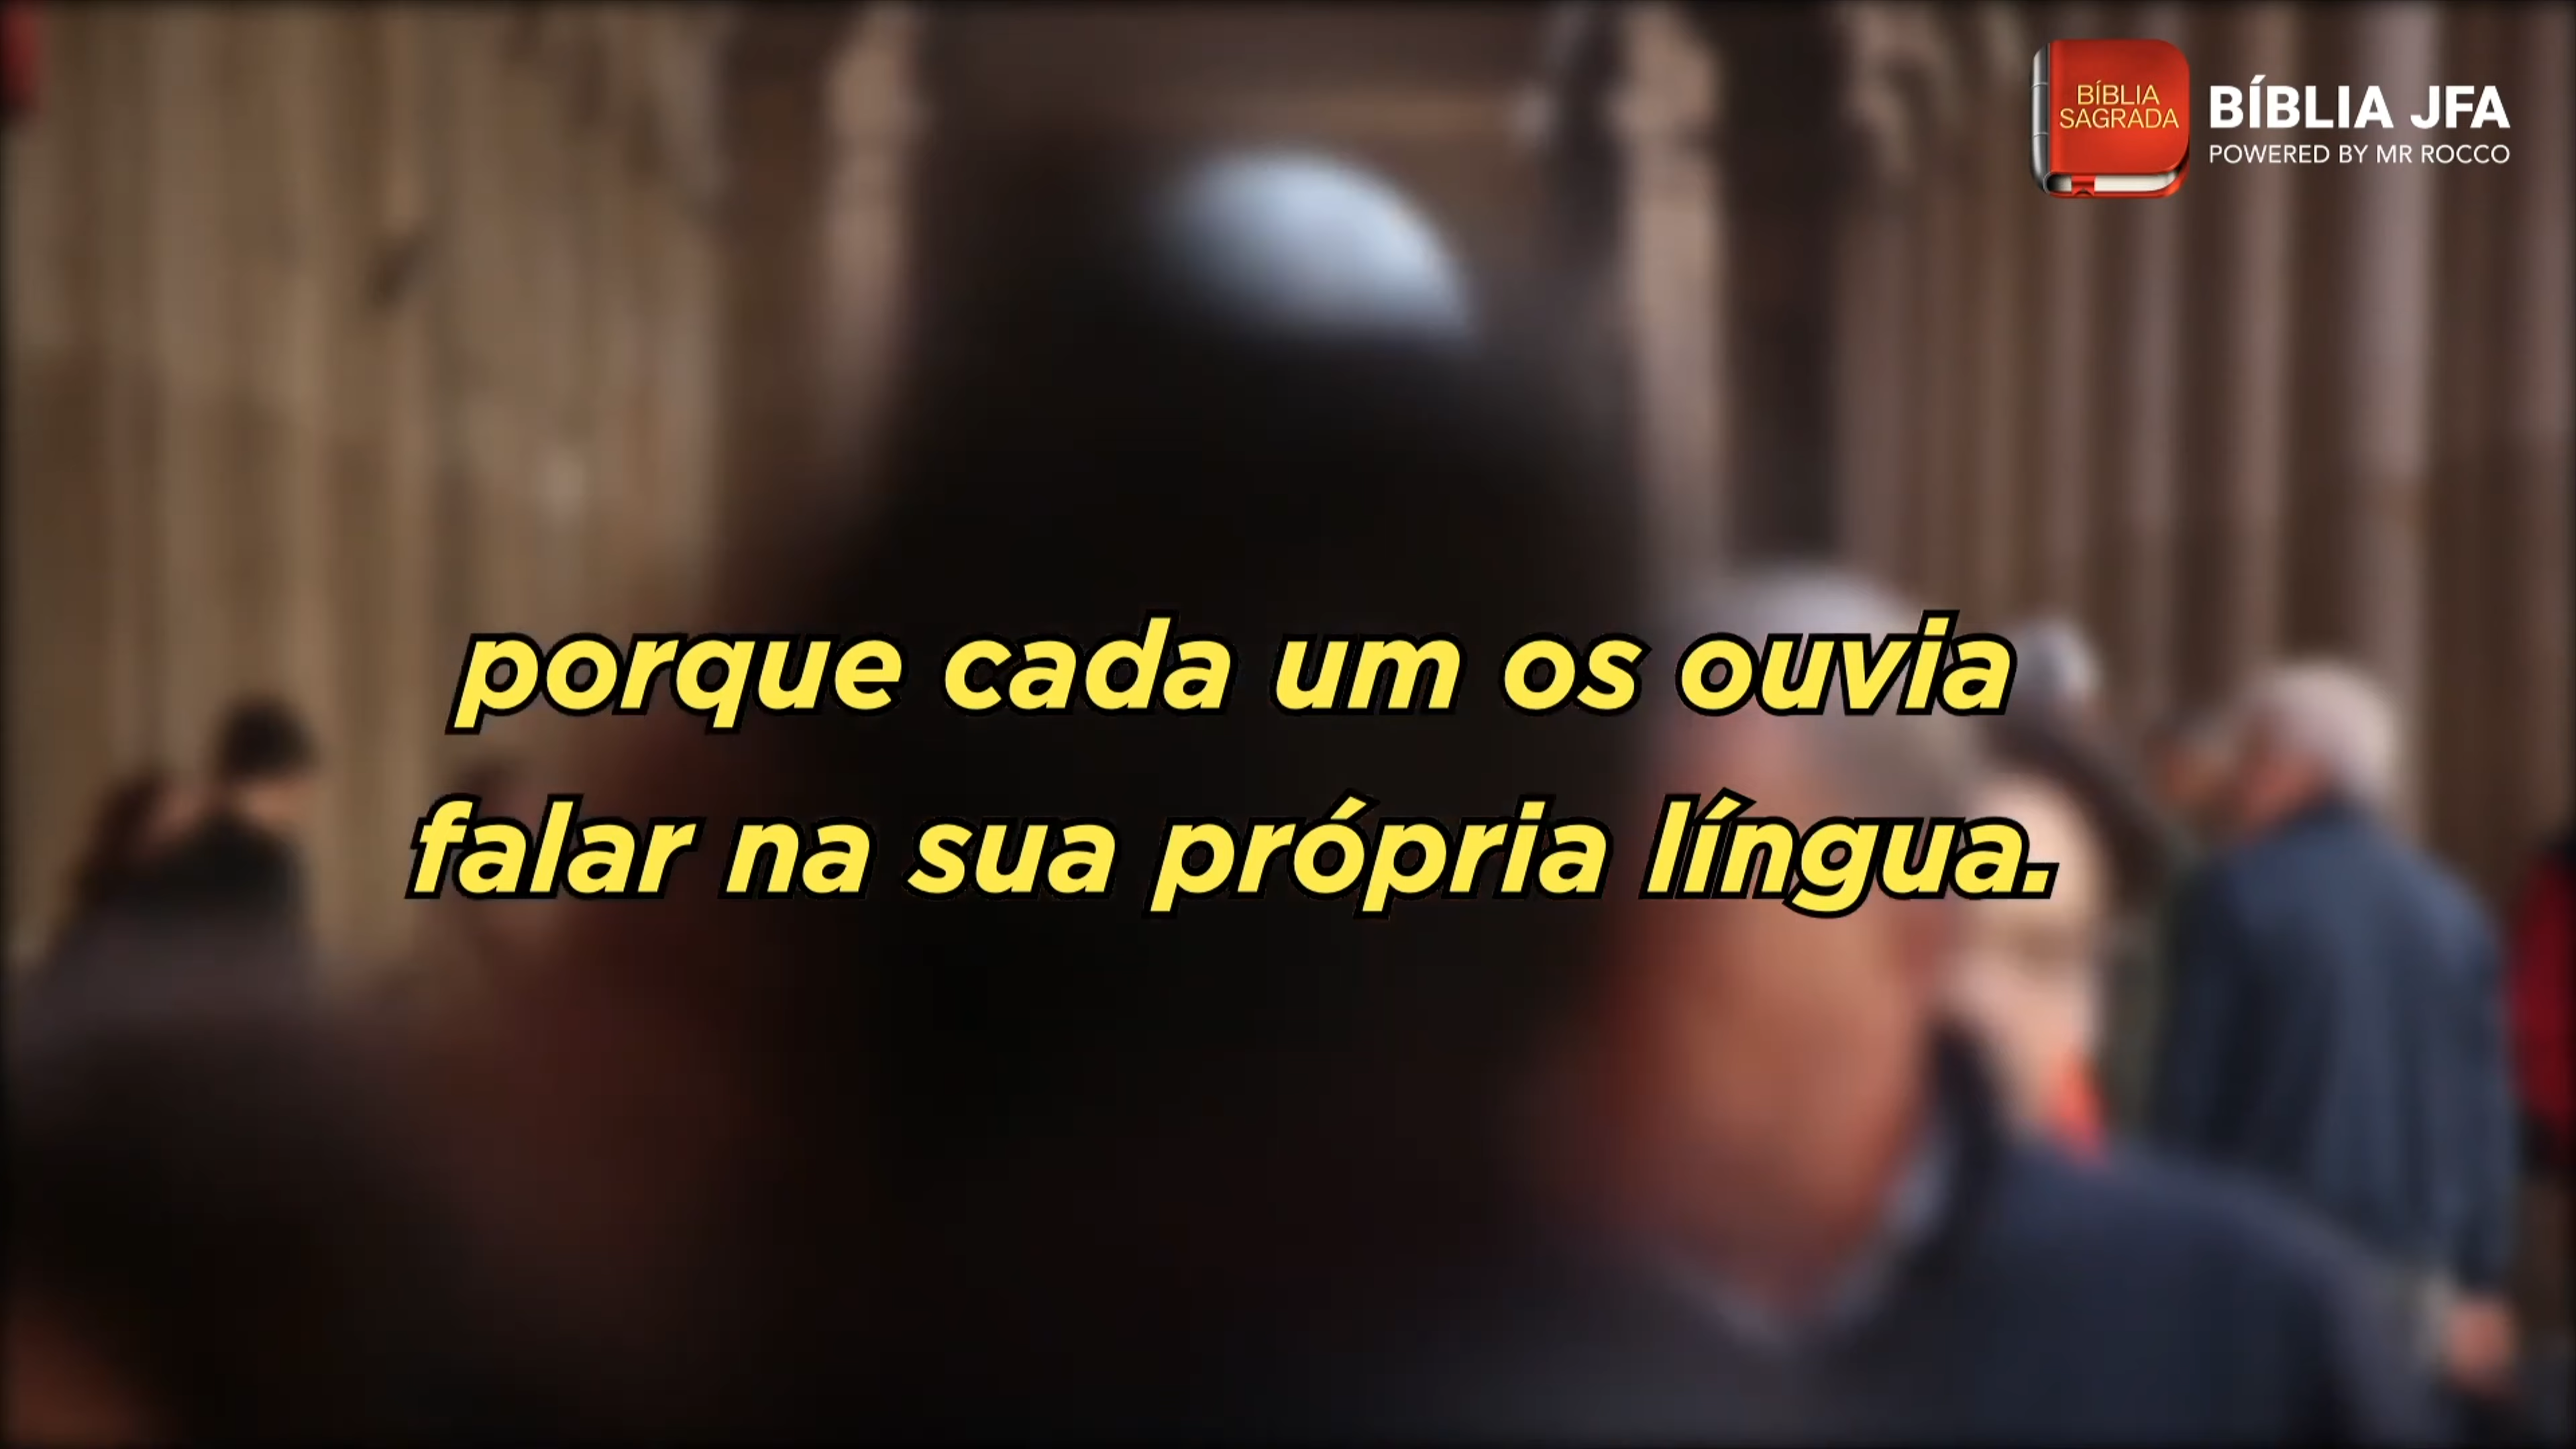 BÍBLIA
SAGRADA
BÍBLIA JFA
POWERED BY MR ROCCO
porque cada um os ouvia
falar na sua própria língua.